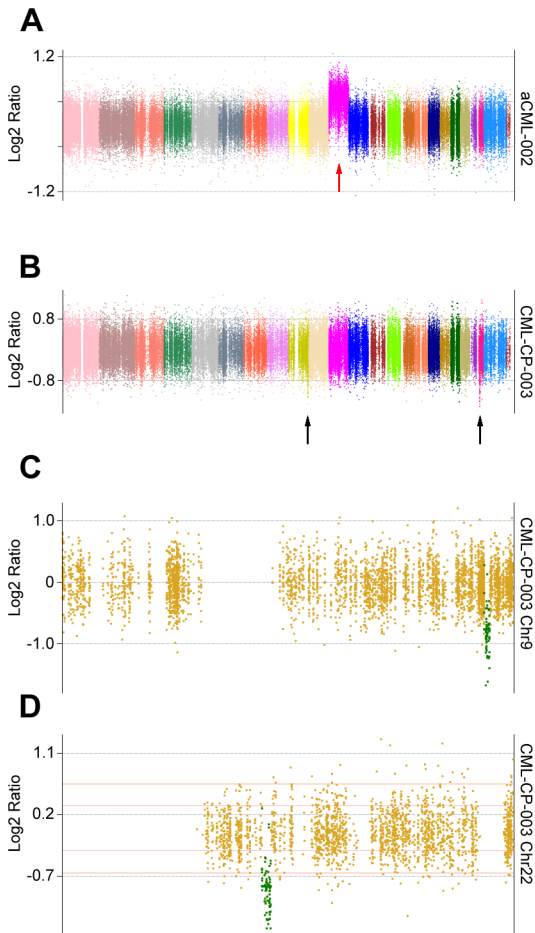 A
1.2
-1.2
Log2 Ratio
aCML-002
B
0.8
-0.8
Log2 Ratio
CML-CP-003
C
1.0
0
-1.0
Log2 Ratio
CML-CP-003 Chr9
D
1.1
0.2
-0.7
Log2 Ratio
CML-CP-003 Chr22